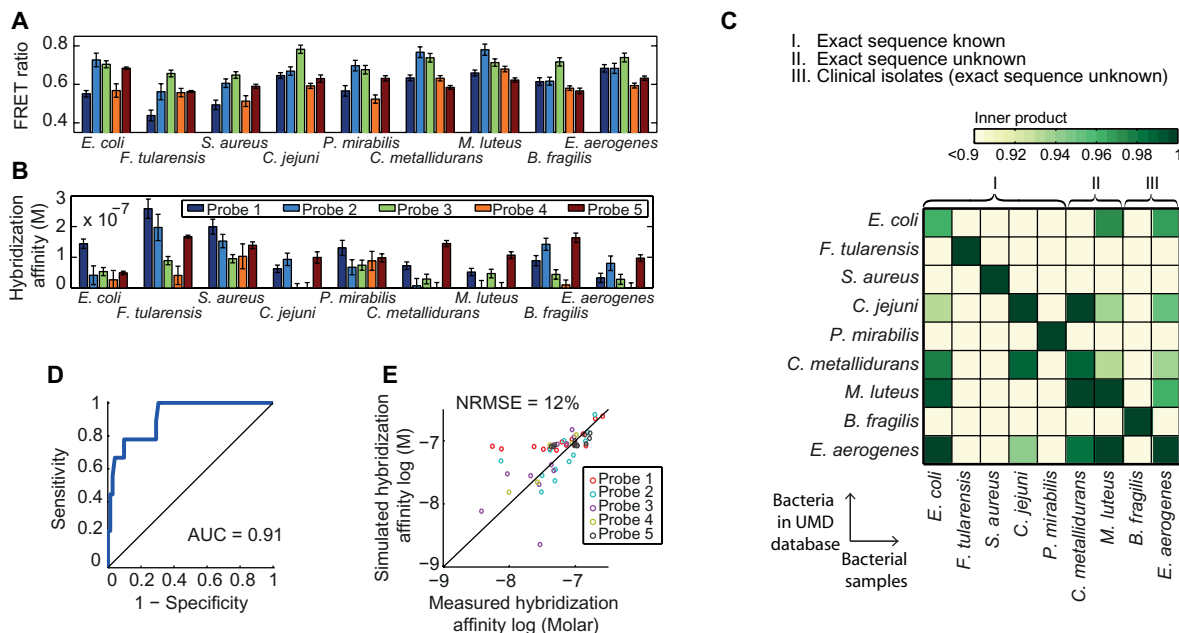 A
FRET ratio
0.8
0.6
0.4
E. coli
F. tularensis
S. aureus
C. jejuni
P. mirabilis
C. metallidurans
M. luteus
B. fragilis
E. aerogenes
B
Hybridization
affinity (M)
3
2
1
0
x 10-7
Probe 1 Probe 2 Probe 3 Probe 4 Probe 5
E. coli
F. tularensis
S. aureus
C. jejuni
P. mirabilis
C. metallidurans
M. luteus
B. fragilis
E. aerogenes
C
I. Exact sequence known
II. Exact sequence unknown
III. Clinical isolates (exact sequence unknown)
Inner product
<0.9 0.92 0.94 0.96 0.98 1
I II III
E. coli
F. tularensis
S. aureus
C. jejuni
P. mirabilis
C. metallidurans
M. luteus
B. fragilis
E. aerogenes
E. coli
F. tularensis
S. aureus
C. jejuni
P. mirabilis
C. metallidurans
M. luteus
B. fragilis
E. aerogenes
Bacteria
in UMD
database
Bacterial
samples
D
Sensitivity
1
0.8
0.6
0.4
0.2
0
AUC = 0.91
0 0.2 0.4 0.6 0.8 1
1 − Specificity
E
Simulated hybridization
affinity log (M)
NRMSE = 12%
−7
−8
−9
Probe 1
Probe 2
Probe 3
Probe 4
Probe 5
−9 −8 −7
Measured hybridization
affinity log (Molar)